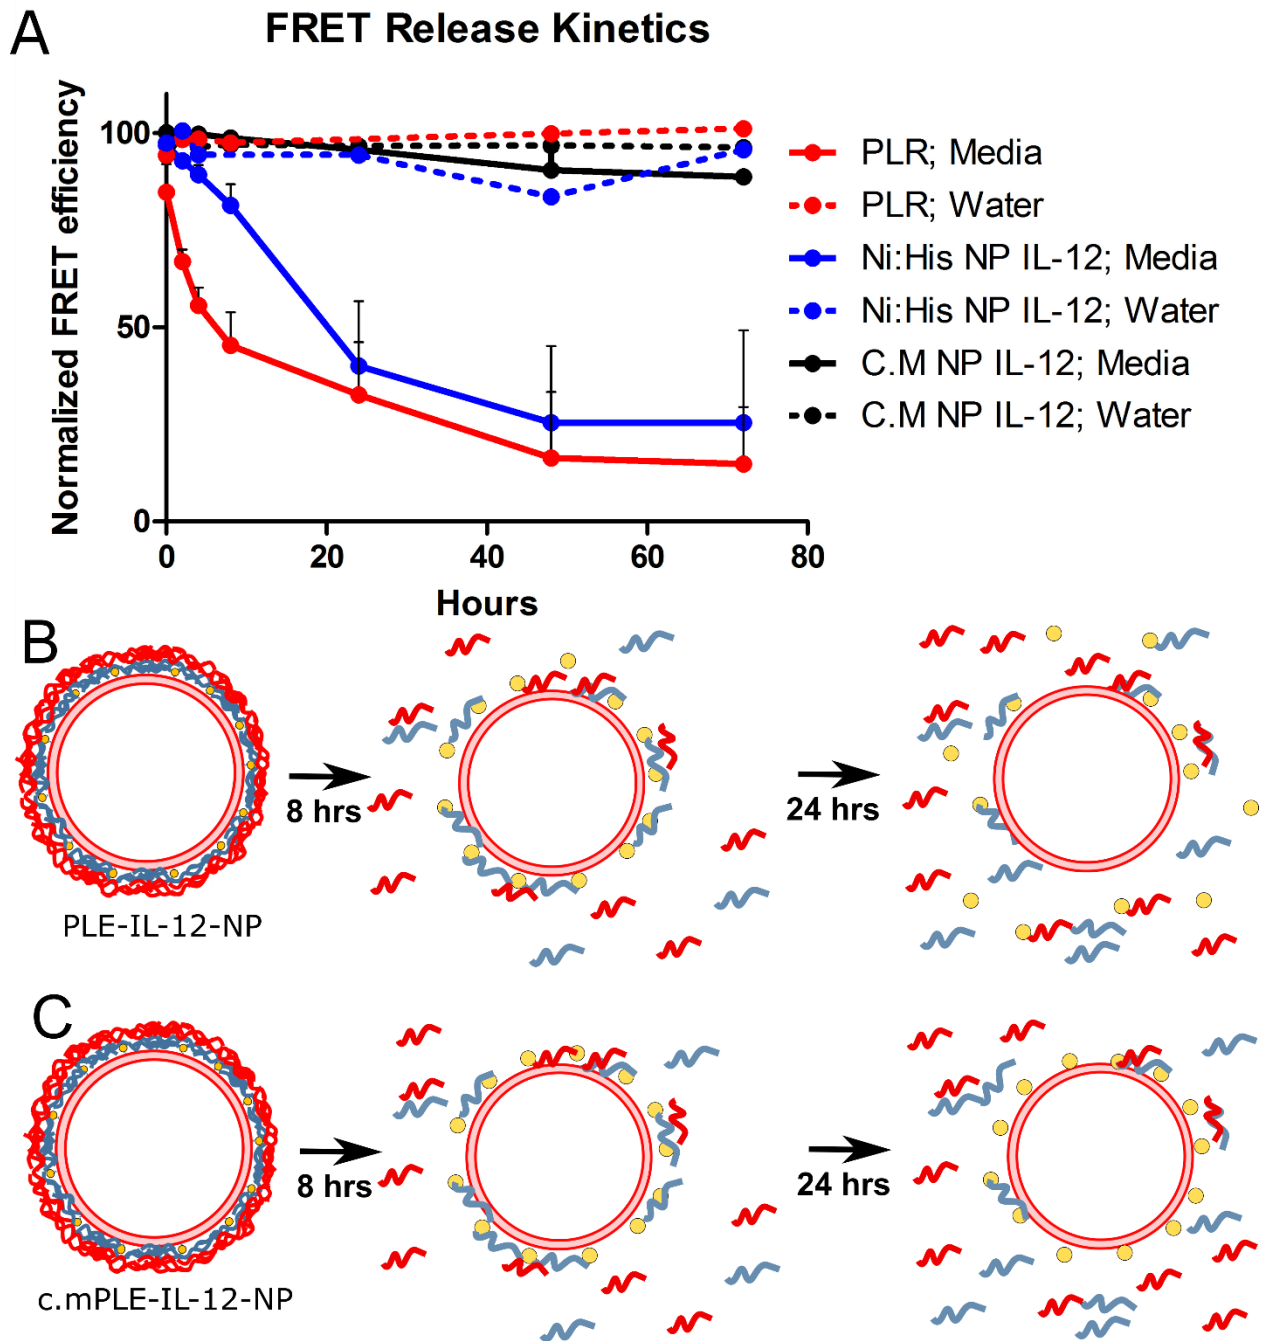 A
FRET Release Kinetics
Normalized FRET efficiency
100
50
0
0 20 40 60 80
Hours
PLR; Media
PLR; Water
Ni:His NP IL-12; Media
Ni:His NP IL-12; Water
C.M NP IL-12; Media
C.M NP IL-12; Water
B
8 hrs
24 hrs
PLE-IL-12-NP
C
8 hrs
24 hrs
c.mPLE-IL-12-NP